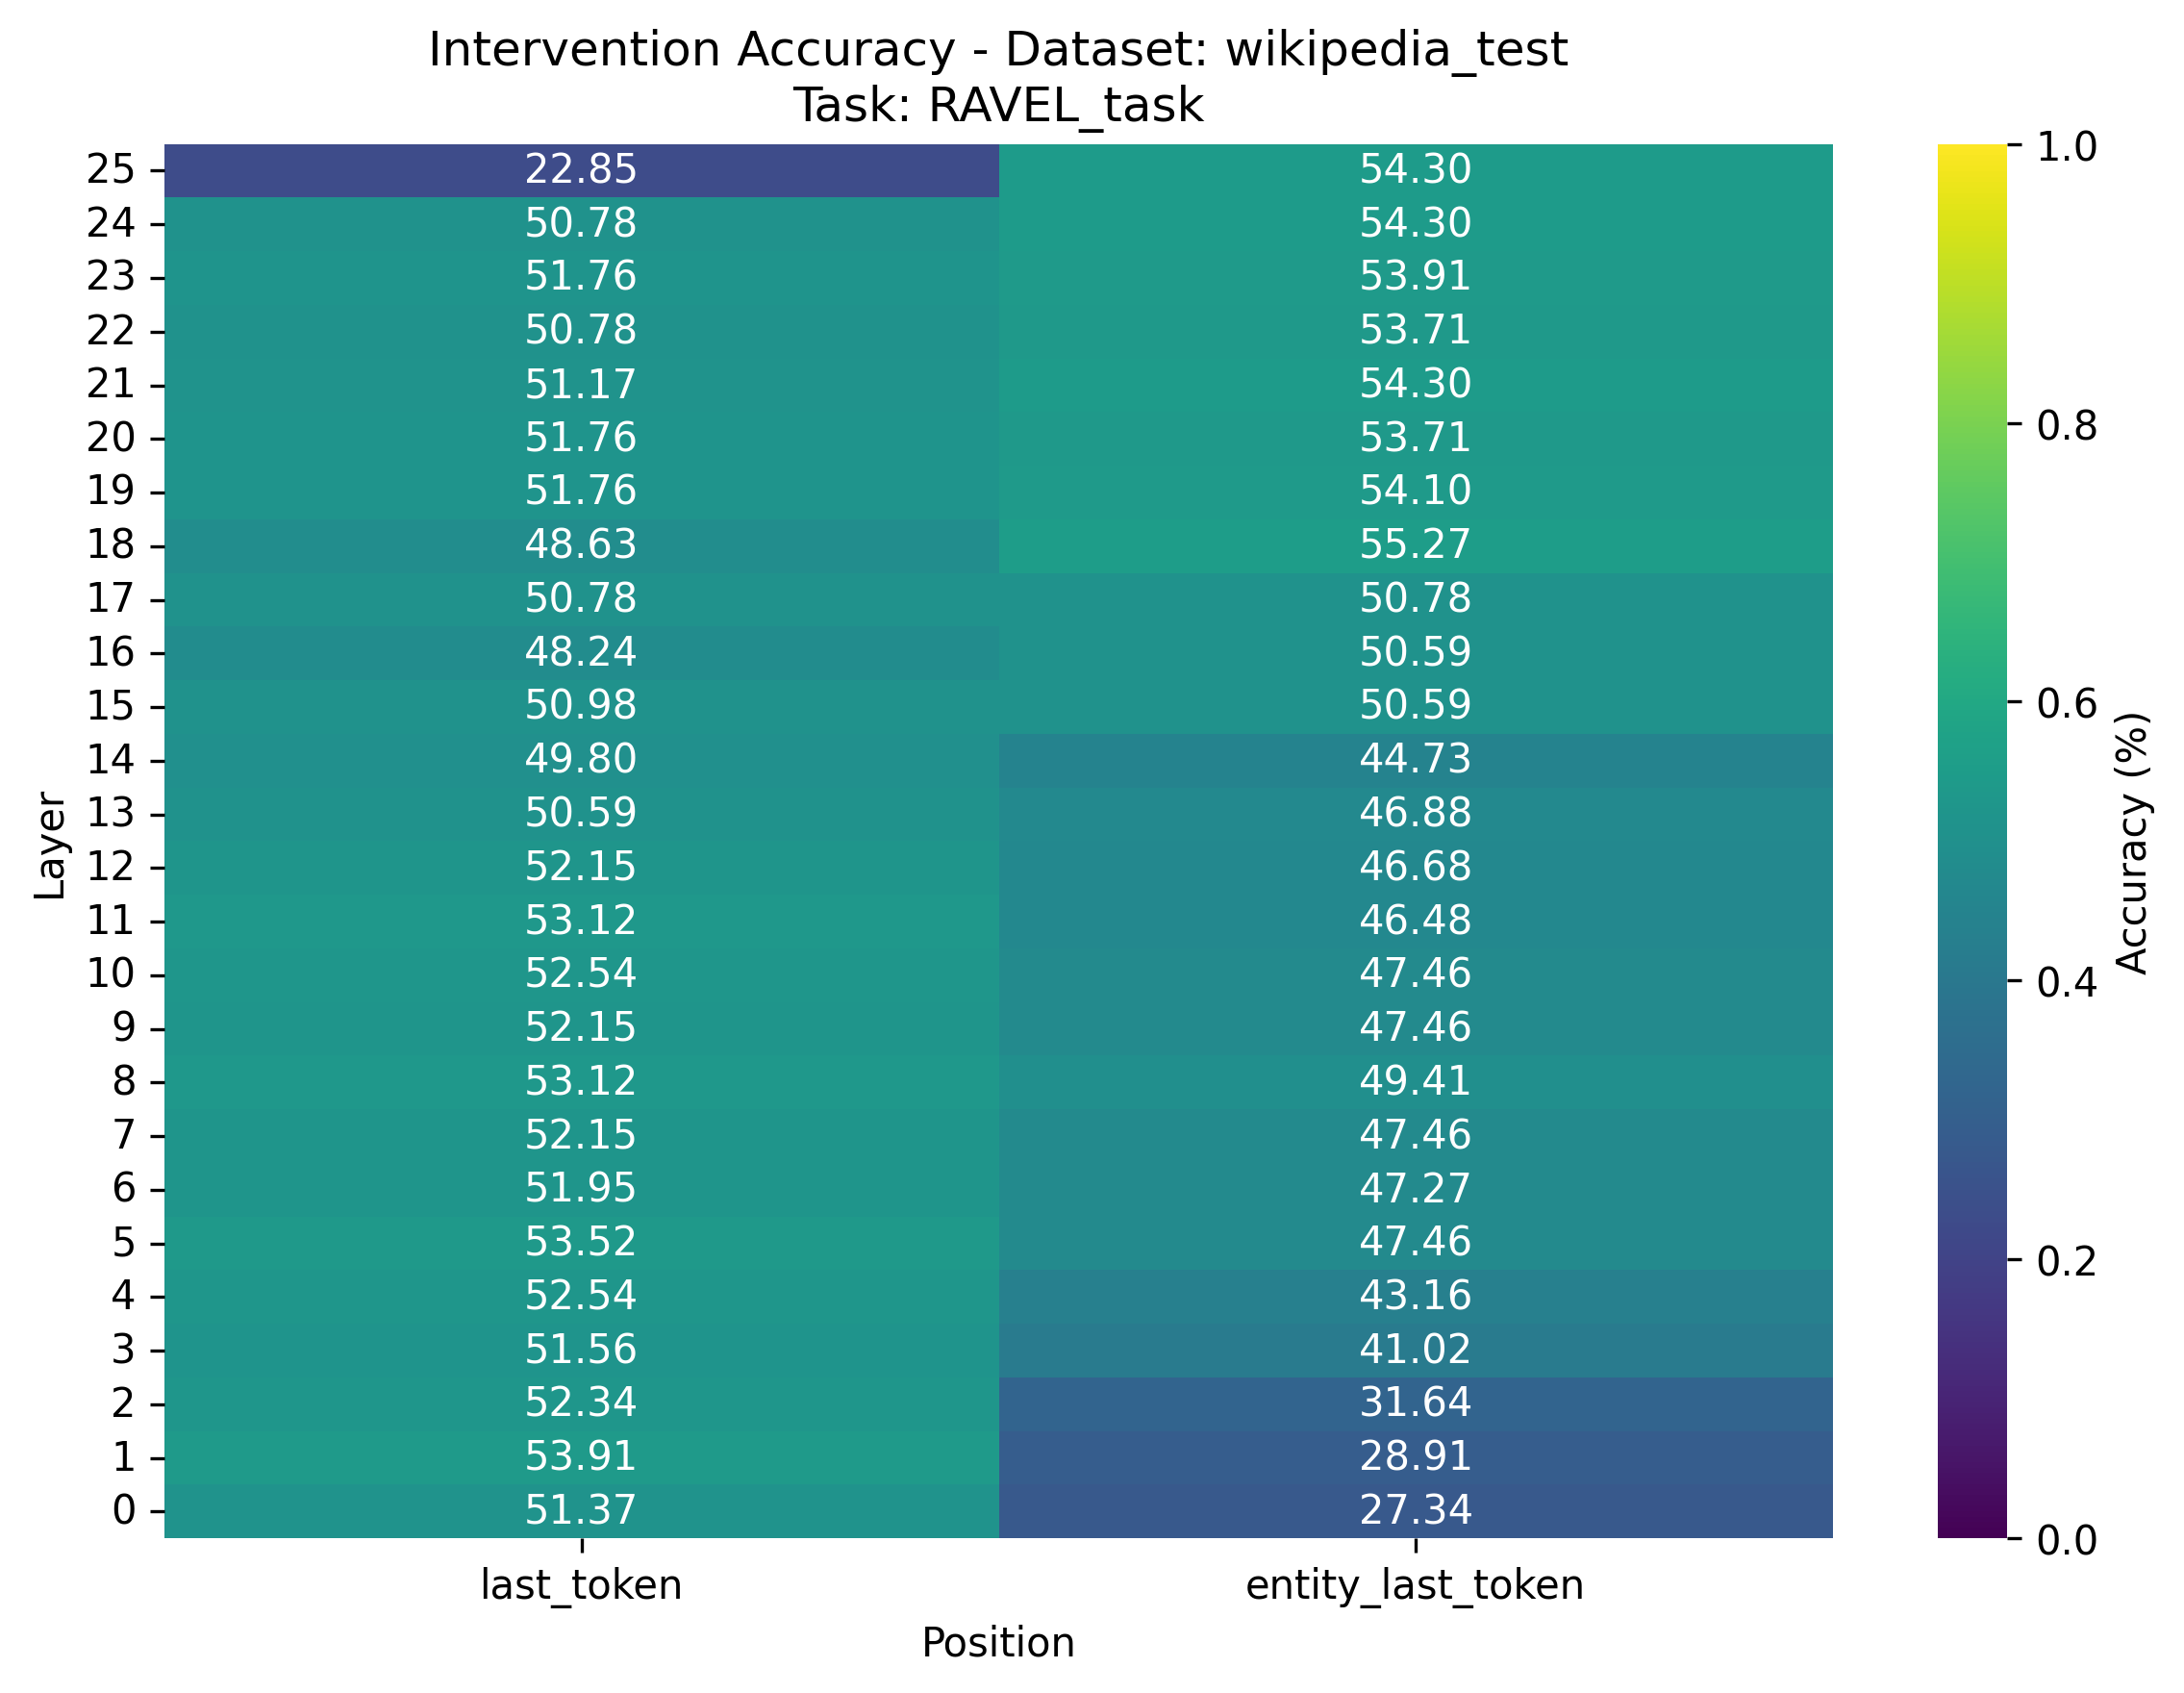 Intervention Accuracy - Dataset: wikipedia_test
Task: RAVEL_task
25 22.85 54.30
24 50.78 54.30
23 51.76 53.91
22 50.78 53.71
21 51.17 54.30
20 51.76 53.71
19 51.76 54.10
18 48.63 55.27
17 50.78 50.78
16 48.24 50.59
15 50.98 50.59
14 49.80 44.73
13 50.59 46.88
12 52.15 46.68
11 53.12 46.48
10 52.54 47.46
9 52.15 47.46
8 53.12 49.41
7 52.15 47.46
6 51.95 47.27
5 53.52 47.46
4 52.54 43.16
3 51.56 41.02
2 52.34 31.64
1 53.91 28.91
0 51.37 27.34
Layer
last_token entity_last_token
Position
1.0
0.8
0.6
0.4
0.2
0.0
Accuracy (%)